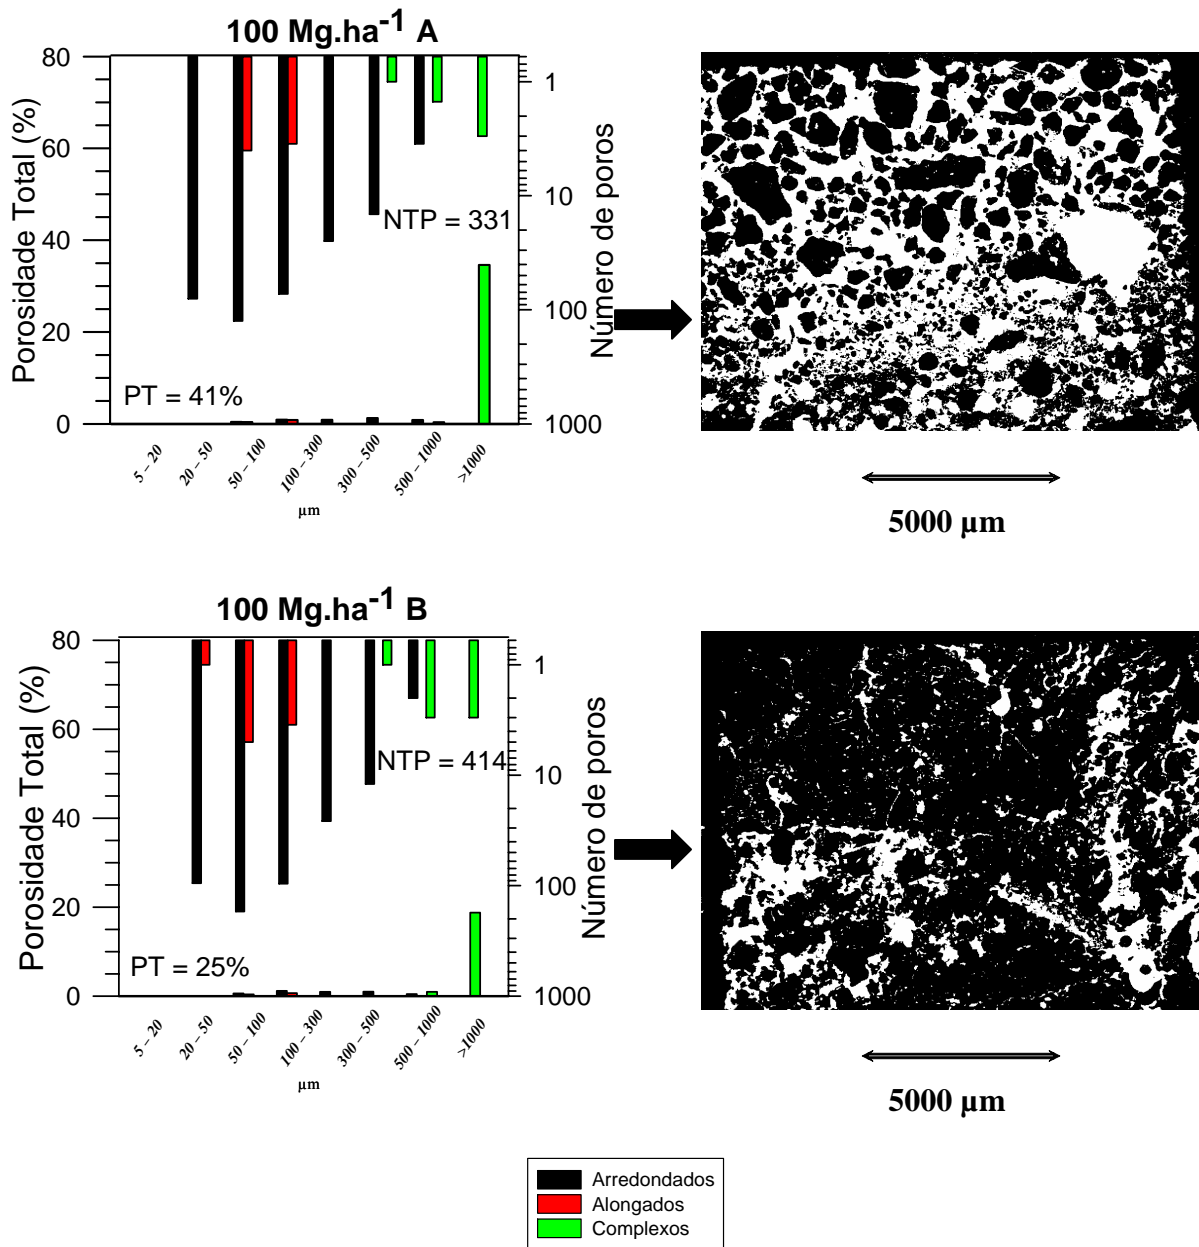 100 Mg.ha-1 A
Porosidade Total (%)
80
60
40
20
0
1
10
100
1000
Número de poros
NTP = 331
PT = 41%
5 – 20
20 – 50
50 – 100
100 – 300
300 – 500
500 – 1000
>1000
µm
5000 µm
100 Mg.ha-1 B
Porosidade Total (%)
80
60
40
20
0
1
10
100
1000
Número de poros
NTP = 414
PT = 25%
5 – 20
20 – 50
50 – 100
100 – 300
300 – 500
500 – 1000
>1000
µm
5000 µm
Arredondados
Alongados
Complexos